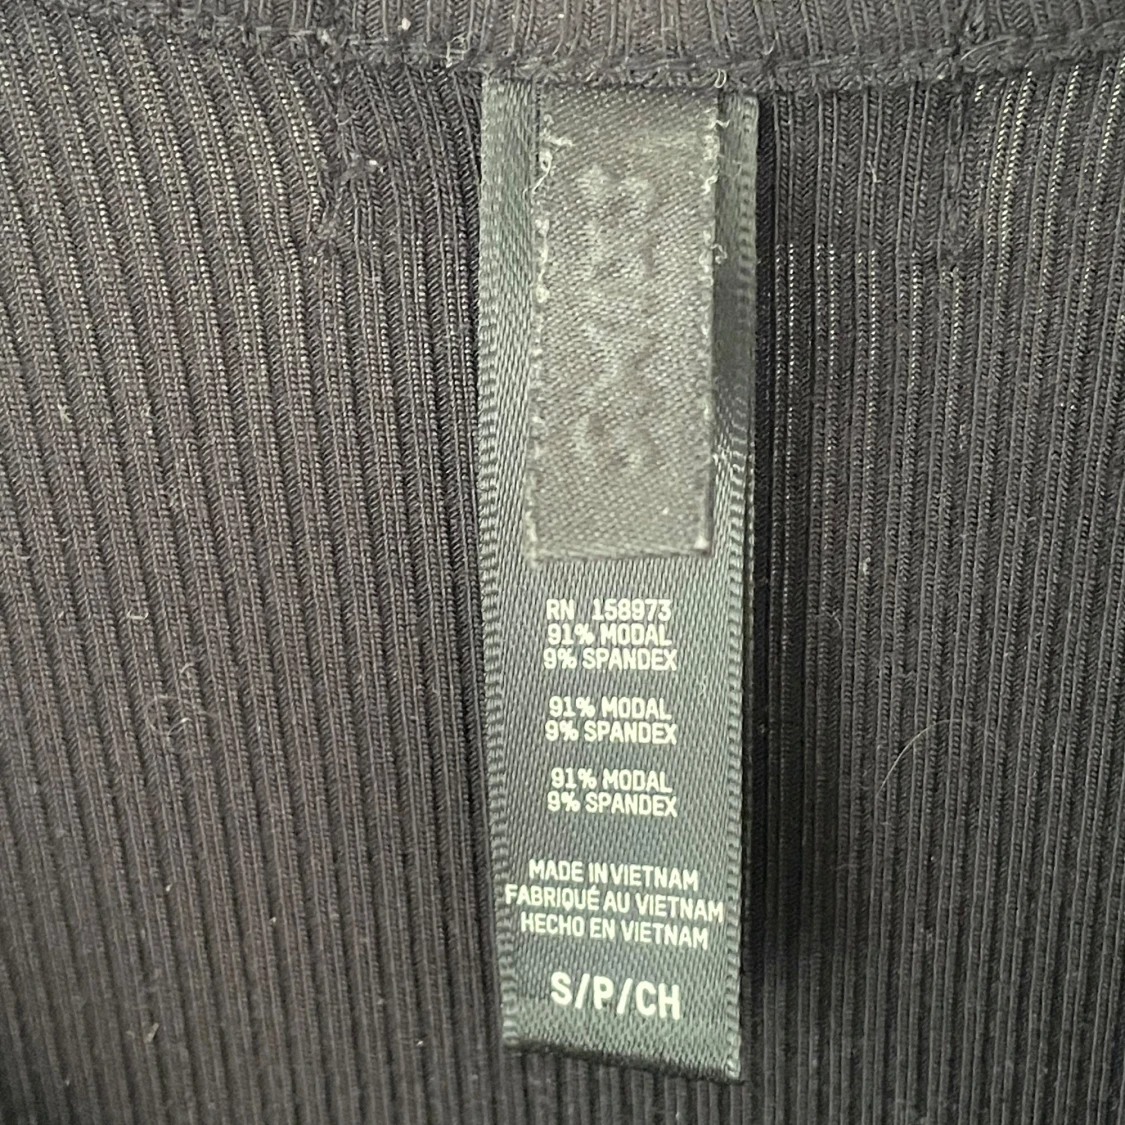 RN 158973
91% MODAL
9% SPANDEX
91% MODAL
9% SPANDEX
91% MODAL
9% SPANDEX
MADE IN VIETNAM
FABRIQUÉ AU VIETNAM
HECHO EN VIETNAM
S/P/CH